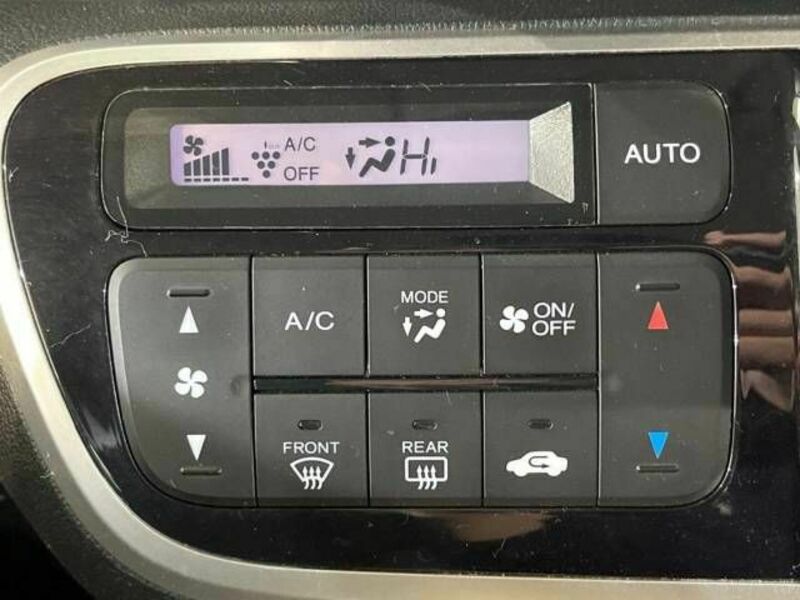 A/C
OFF
Hi
AUTO
A/C
MODE
ON/
OFF
FRONT
REAR